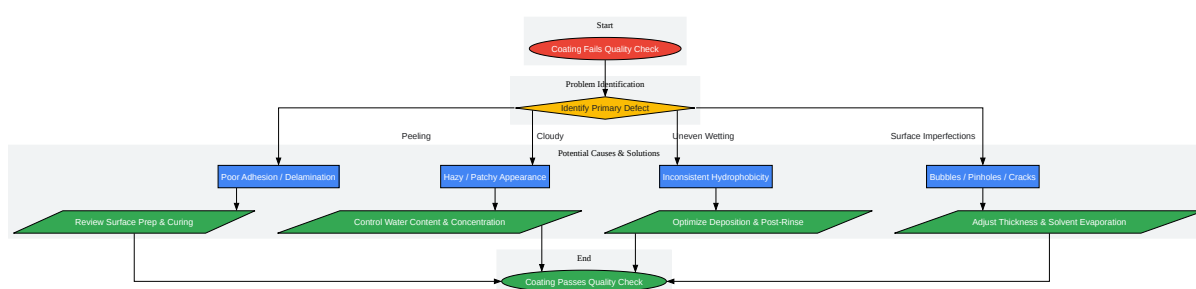 Start
Coating Fails Quality Check
Problem Identification
Identify Primary Defect
Peeling
Cloudy
Uneven Wetting
Surface Imperfections
Potential Causes & Solutions
Poor Adhesion / Delamination
Hazy / Patchy Appearance
Inconsistent Hydrophobicity
Bubbles / Pinholes / Cracks
Review Surface Prep & Curing
Control Water Content & Concentration
Optimize Deposition & Post-Rinse
Adjust Thickness & Solvent Evaporation
End
Coating Passes Quality Check